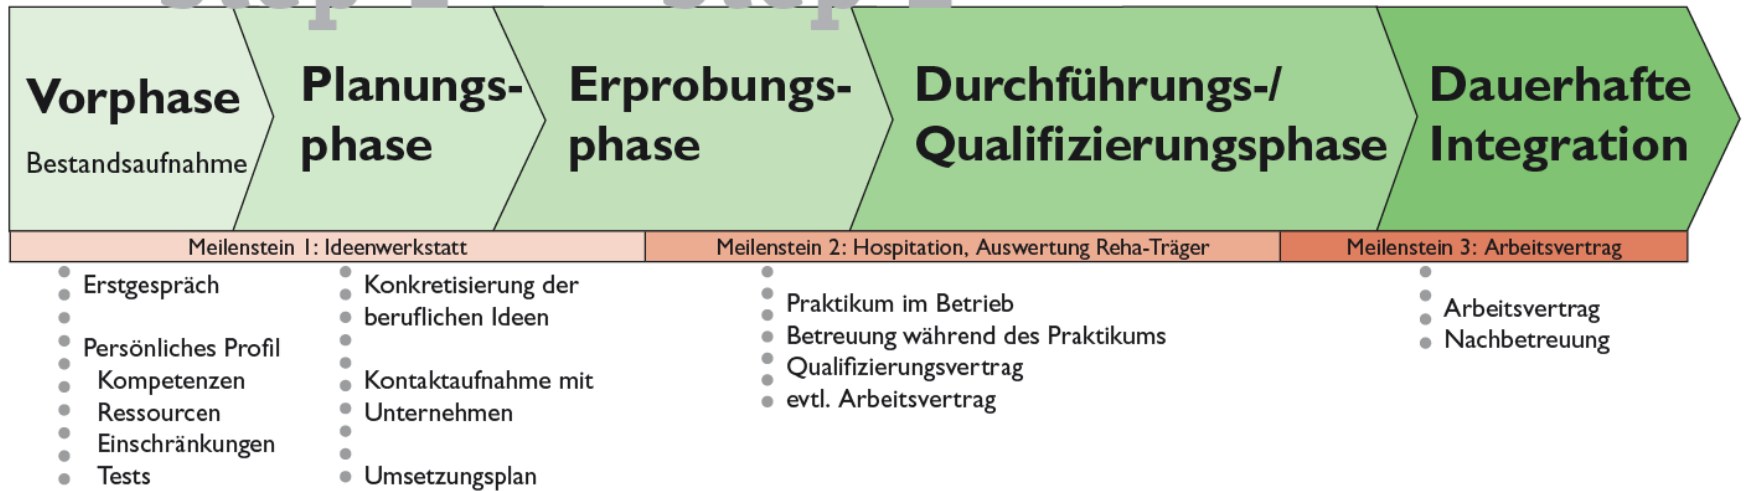 Vorphase
Bestandsaufnahme
Planungs-
phase
Erprobungs-
phase
Durchführungs-/
Qualifizierungsphase
Dauerhafte
Integration
Meilenstein 1: Ideenwerkstatt
Meilenstein 2: Hospitation, Auswertung Reha-Träger
Meilenstein 3: Arbeitsvertrag
Erstgespräch
Persönliches Profil
Kompetenzen
Ressourcen
Einschränkungen
Tests
Konkretisierung der
beruflichen Ideen
Kontaktaufnahme mit
Unternehmen
Umsetzungsplan
Praktikum im Betrieb
Betreuung während des Praktikums
Qualifizierungsvertrag
evtl. Arbeitsvertrag
Arbeitsvertrag
Nachbetreuung